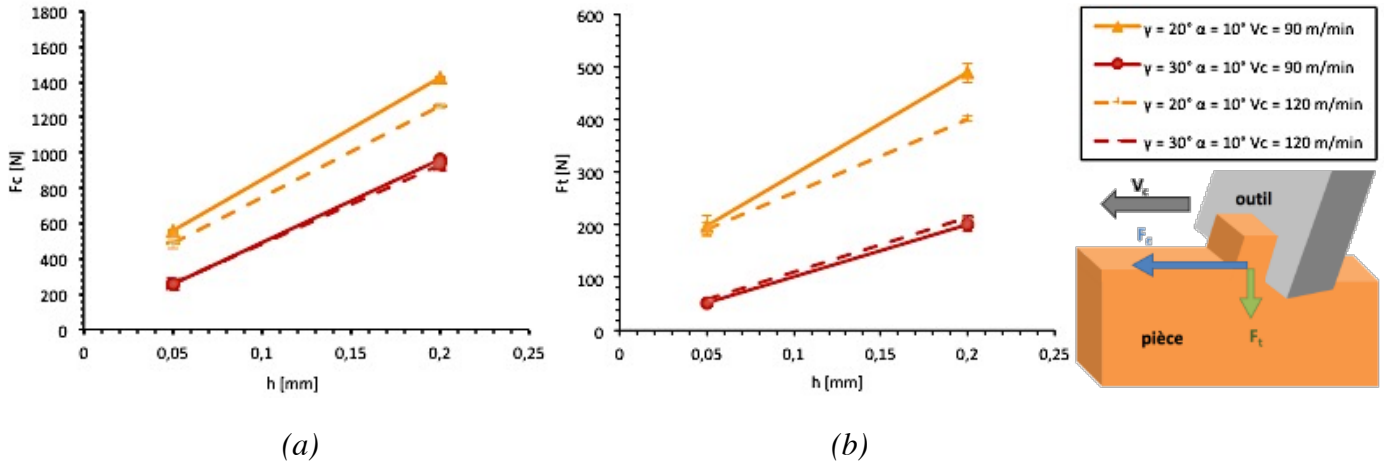 1800
1600
1400
1200
1000
800
600
400
200
0
Fc [N]
0 0,05 0,1 0,15 0,2 0,25
h [mm]
(a)
600
500
400
300
200
100
0
Ft [N]
0 0,05 0,1 0,15 0,2 0,25
h [mm]
(b)
γ = 20° α = 10° Vc = 90 m/min
γ = 30° α = 10° Vc = 90 m/min
γ = 20° α = 10° Vc = 120 m/min
γ = 30° α = 10° Vc = 120 m/min
Vc
outil
Fc
pièce
Ft